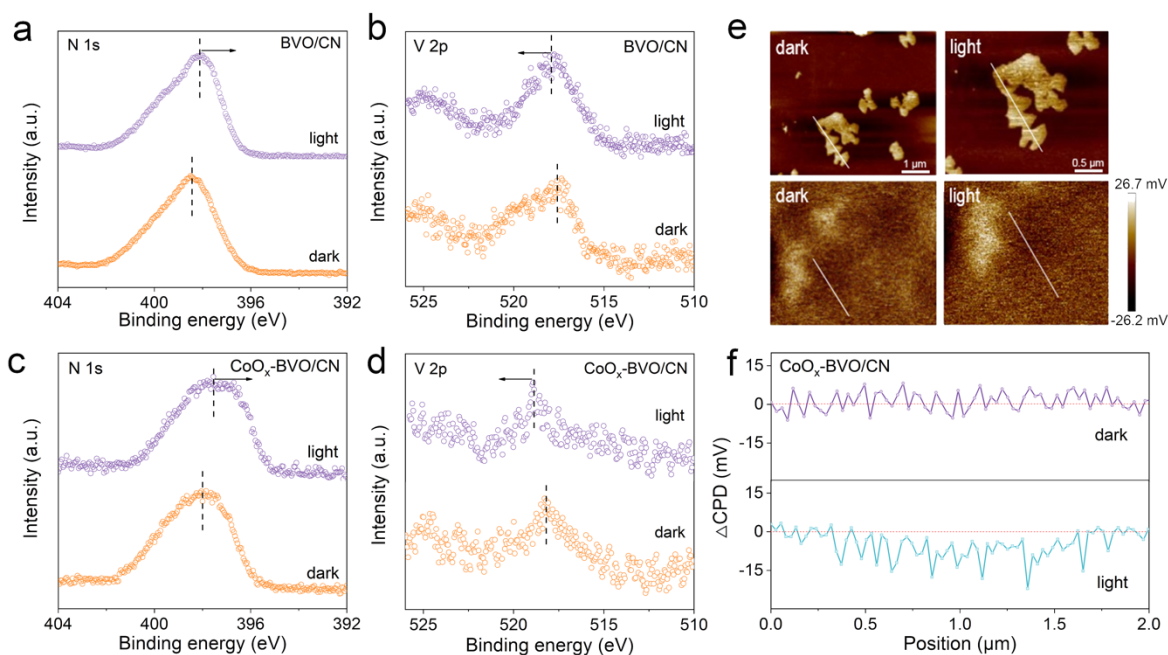 a
N 1s
BVO/CN
light
dark
Intensity (a.u.)
404
400
396
392
Binding energy (eV)
b
V 2p
BVO/CN
light
dark
Intensity (a.u.)
525
520
515
510
Binding energy (eV)
e
dark
1 μm
light
0.5 μm
dark
light
26.7 mV
-26.2 mV
c
N 1s
CoOₓ-BVO/CN
light
dark
Intensity (a.u.)
404
400
396
392
Binding energy (eV)
d
V 2p
CoOₓ-BVO/CN
light
dark
Intensity (a.u.)
525
520
515
510
Binding energy (eV)
f
CoOₓ-BVO/CN
15
0
-15
dark
15
0
-15
light
△CPD (mV)
0.0
0.5
1.0
1.5
2.0
Position (μm)